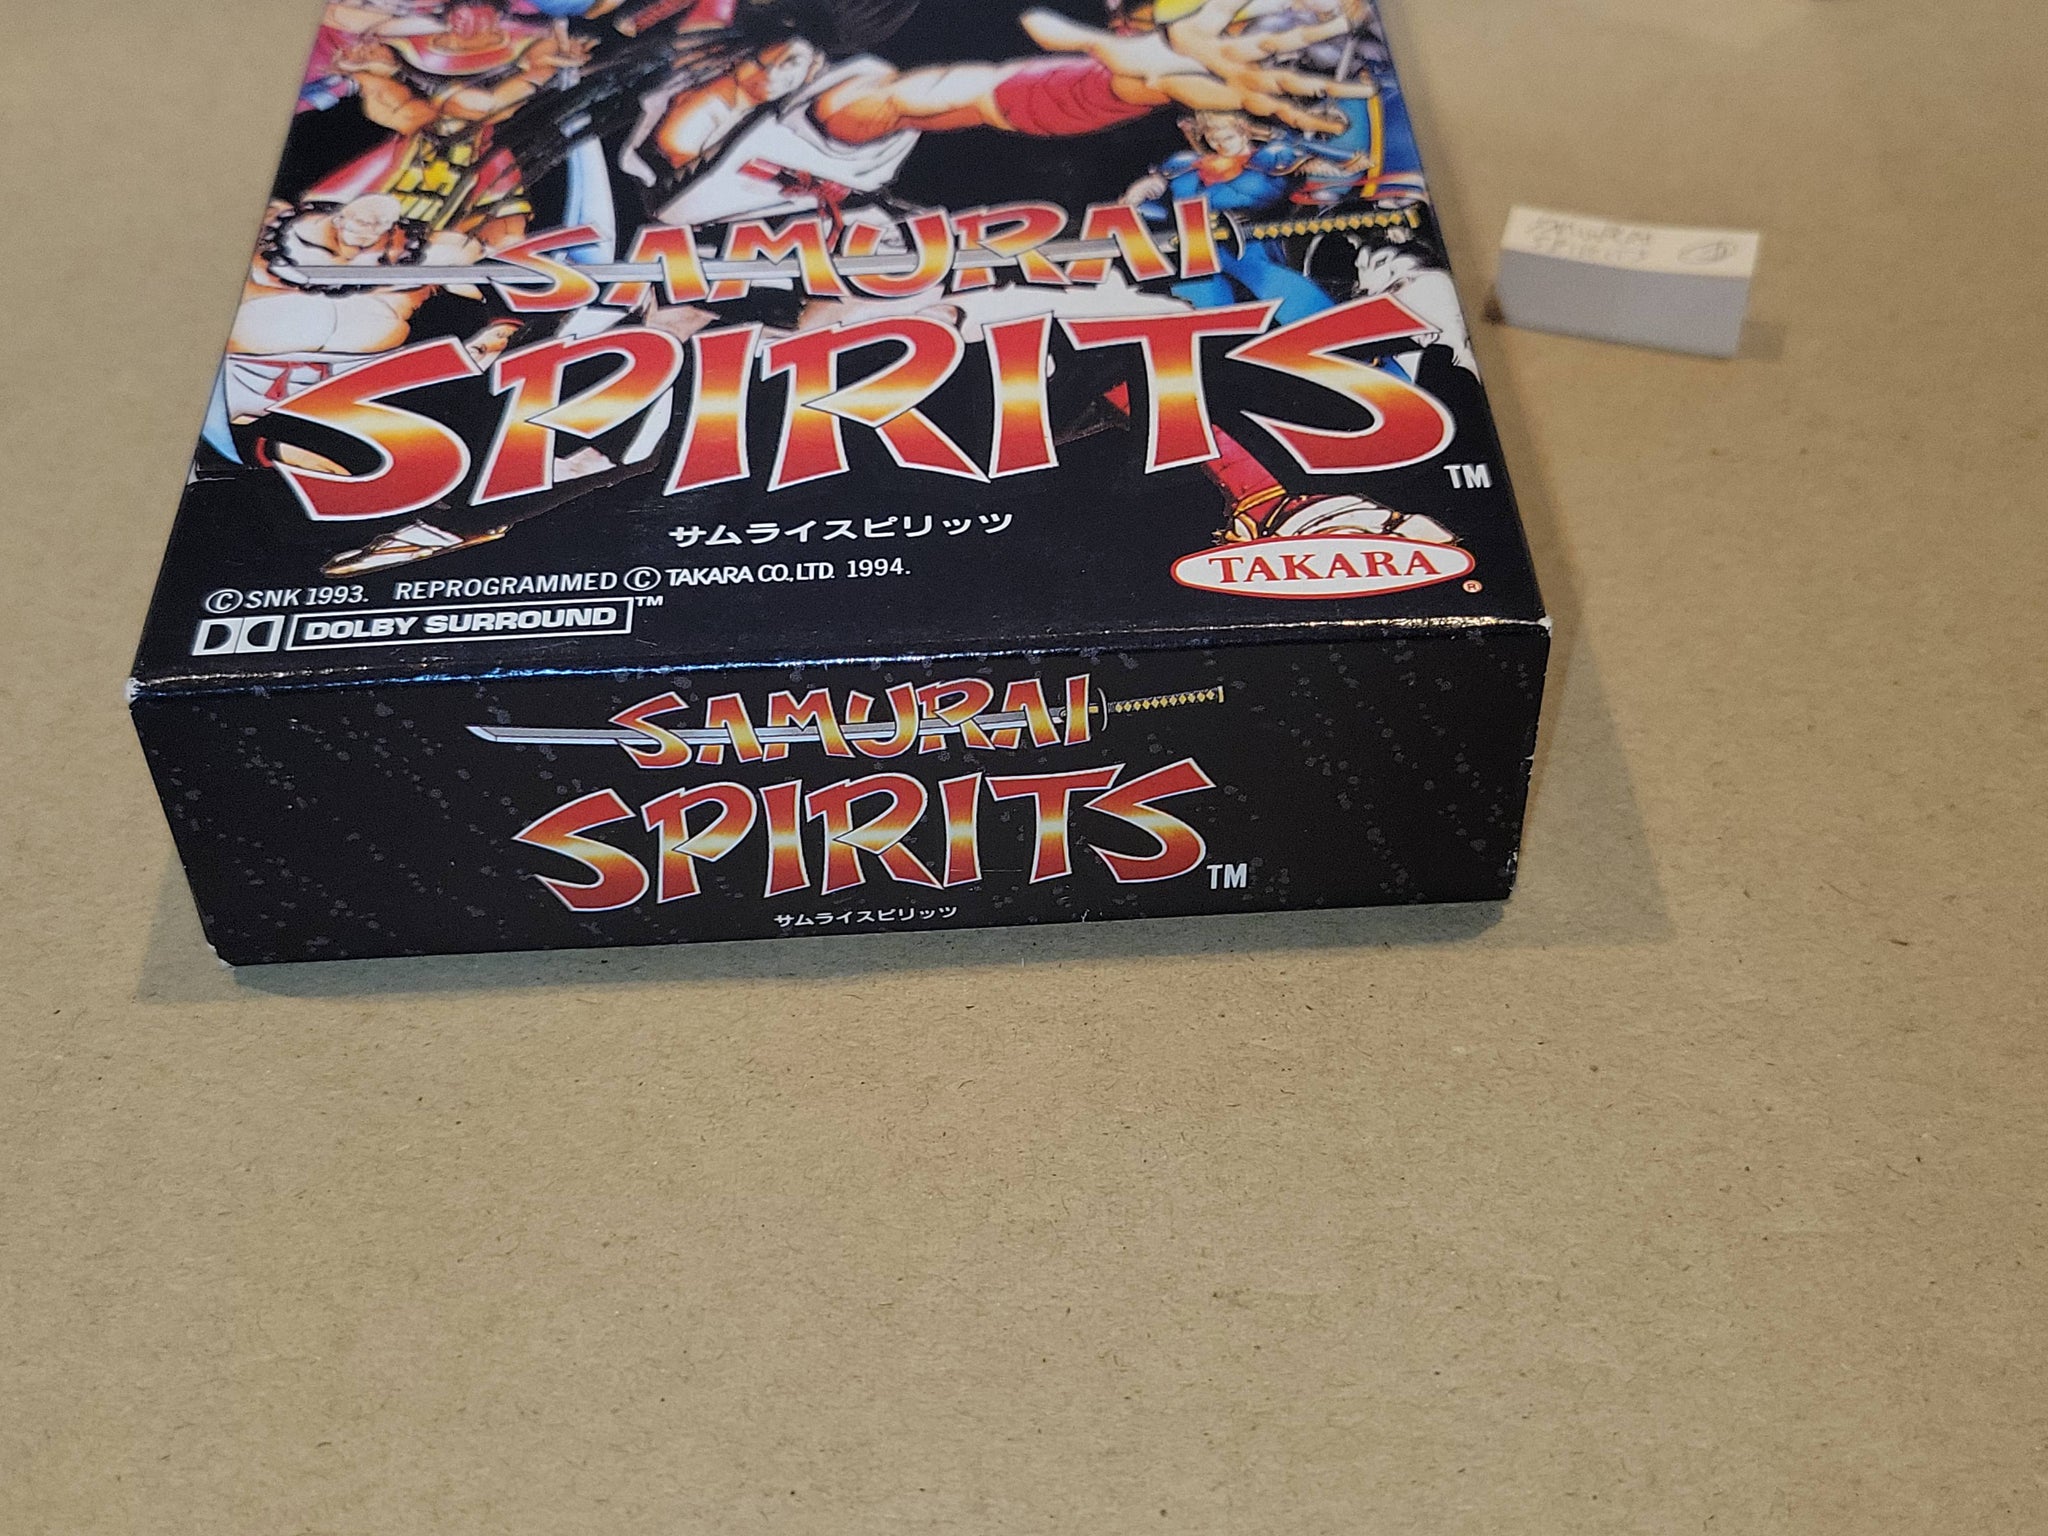 SAMURAI
SPIRITS TM
サムライスピリッツ
© SNK 1993. REPROGRAMMED © TAKARA CO., LTD. 1994.
TAKARA ®
DOLBY SURROUND TM
SAMURAI
SPIRITS TM
サムライスピリッツ
SAMURAI